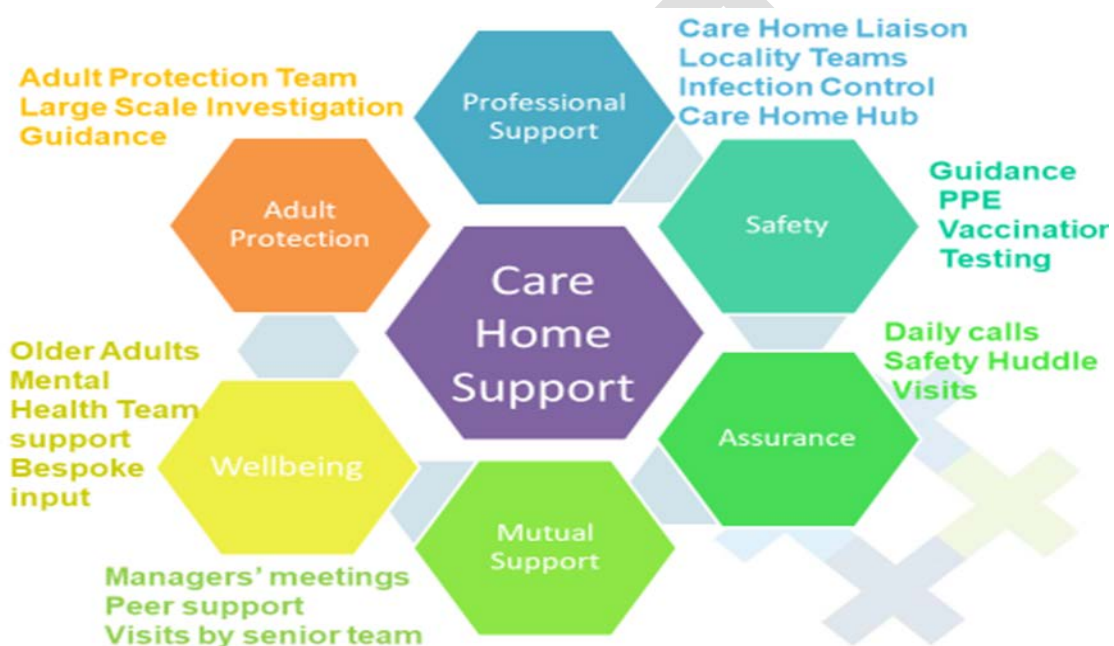 Care Home Liaison
Locality Teams
Infection Control
Care Home Hub
Professional
Support
Adult Protection Team
Large Scale Investigation
Guidance
Adult
Protection
Safety
Guidance
PPE
Vaccination
Testing
Care
Home
Support
Daily calls
Safety Huddle
Visits
Assurance
Older Adults
Mental
Health Team
support
Bespoke
input
Wellbeing
Mutual
Support
Managers’ meetings
Peer support
Visits by senior team